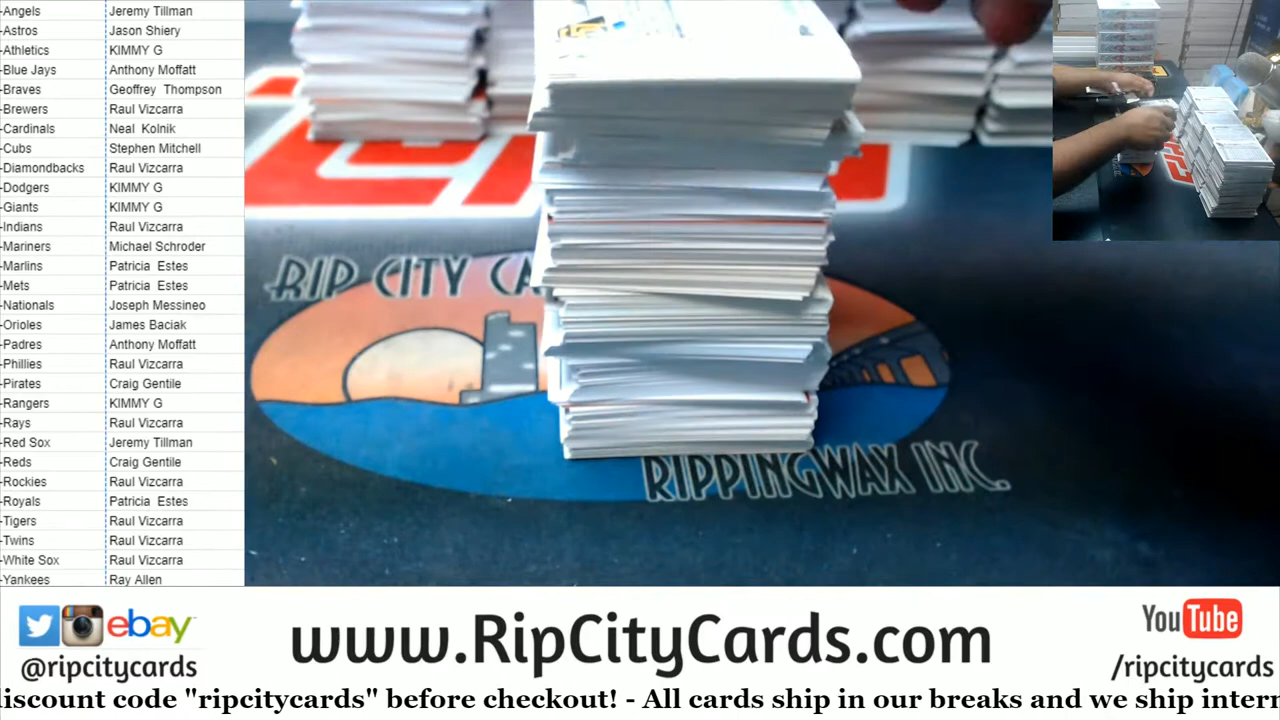 -Angels Jeremy Tillman
-Astros Jason Shiery
-Athletics KIMMY G
-Blue Jays Anthony Moffatt
-Braves Geoffrey Thompson
-Brewers Raul Vizcarra
-Cardinals Neal Kolnik
-Cubs Stephen Mitchell
-Diamondbacks Raul Vizcarra
-Dodgers KIMMY G
-Giants KIMMY G
-Indians Raul Vizcarra
-Mariners Michael Schroder
-Marlins Patricia Estes
-Mets Patricia Estes
-Nationals Joseph Messineo
-Orioles James Baciak
-Padres Anthony Moffatt
-Phillies Raul Vizcarra
-Pirates Craig Gentile
-Rangers KIMMY G
-Rays Raul Vizcarra
-Red Sox Jeremy Tillman
-Reds Craig Gentile
-Rockies Raul Vizcarra
-Royals Patricia Estes
-Tigers Raul Vizcarra
-Twins Raul Vizcarra
-White Sox Raul Vizcarra
-Yankees Ray Allen
RIP CITY CA
RIPPINGWAX INC.
ebay
@ripcitycards
www.RipCityCards.com
YouTube
/ripcitycards
discount code "ripcitycards" before checkout! - All cards ship in our breaks and we ship intern